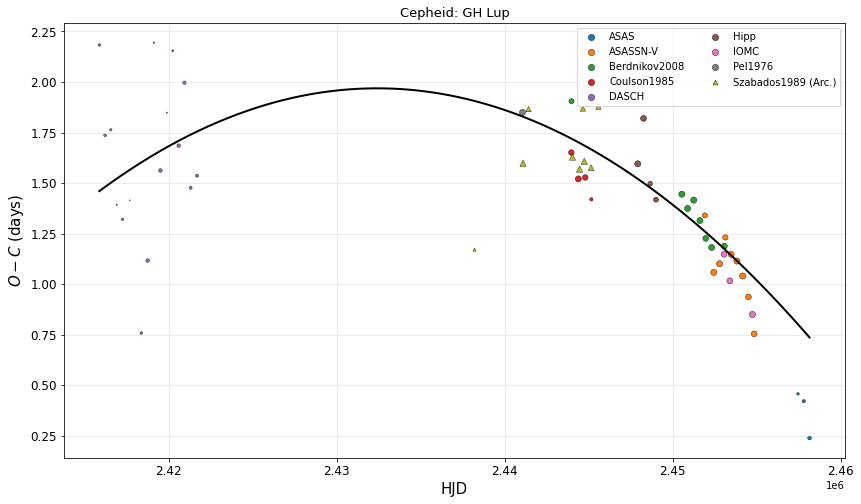 Cepheid: GH Lup
2.25
2.00
1.75
1.50
1.25
1.00
0.75
0.50
0.25
O − C (days)
ASAS
ASASSN-V
Berdnikov2008
Coulson1985
DASCH
Hipp
IOMC
Pel1976
Szabados1989 (Arc.)
2.42
2.43
2.44
2.45
2.46
1e6
HJD